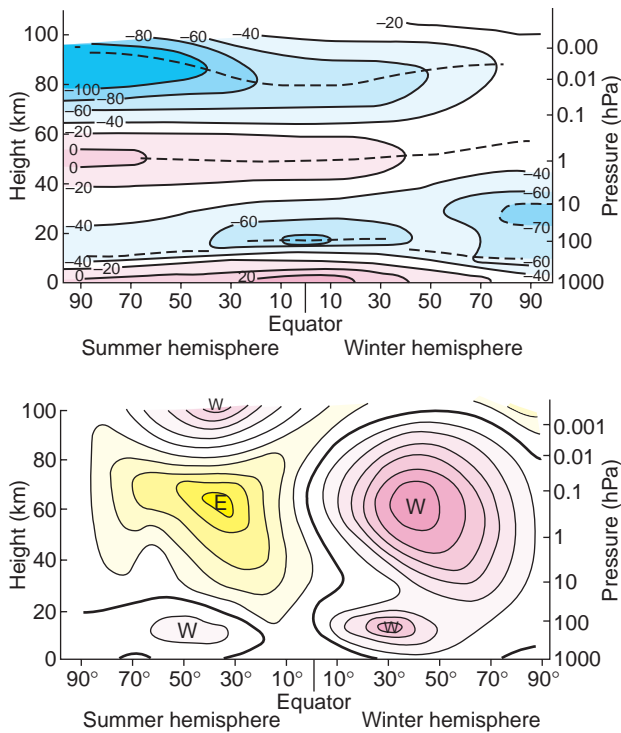 −20
−80 −60 −40
100
0.00
80
0.01
−100
−80
−60
−40
0.1
60
−20
0
0
1
40
−20
−40
−60
10
−40
−60
−70
20
100
−40
−20
−60
0
20
−40
0
1000
90 70 50 30 10 10 30 50 70 90
Equator
Summer hemisphere Winter hemisphere
Height (km)
Pressure (hPa)
W
100
0.001
80
0.01
60
E
W
0.1
40
1
10
20
W
W
100
0
1000
90° 70° 50° 30° 10° 10° 30° 50° 70° 90°
Equator
Summer hemisphere Winter hemisphere
Height (km)
Pressure (hPa)